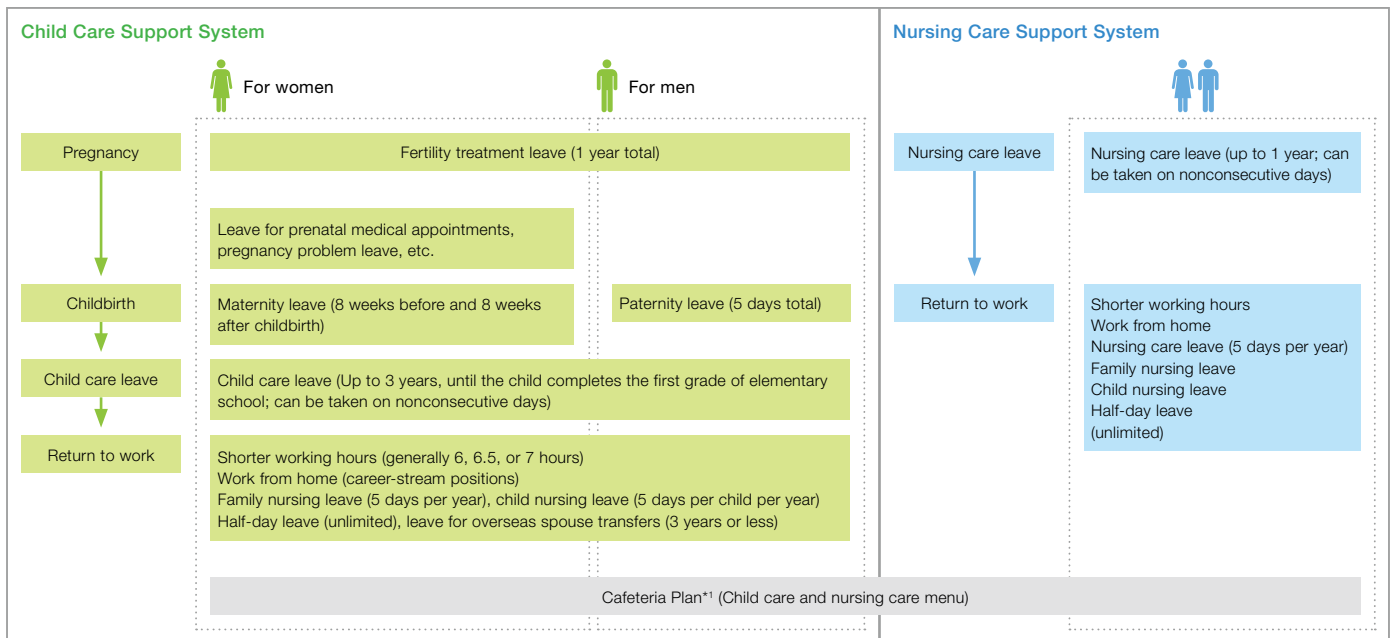 Child Care Support System
For women
For men
Pregnancy
Fertility treatment leave (1 year total)
Leave for prenatal medical appointments,
pregnancy problem leave, etc.
Childbirth
Maternity leave (8 weeks before and 8 weeks
after childbirth)
Paternity leave (5 days total)
Child care leave
Child care leave (Up to 3 years, until the child completes the first grade of elementary
school; can be taken on nonconsecutive days)
Return to work
Shorter working hours (generally 6, 6.5, or 7 hours)
Work from home (career-stream positions)
Family nursing leave (5 days per year), child nursing leave (5 days per child per year)
Half-day leave (unlimited), leave for overseas spouse transfers (3 years or less)
Nursing Care Support System
Nursing care leave
Nursing care leave (up to 1 year; can
be taken on nonconsecutive days)
Return to work
Shorter working hours
Work from home
Nursing care leave (5 days per year)
Family nursing leave
Child nursing leave
Half-day leave
(unlimited)
Cafeteria Plan*1 (Child care and nursing care menu)